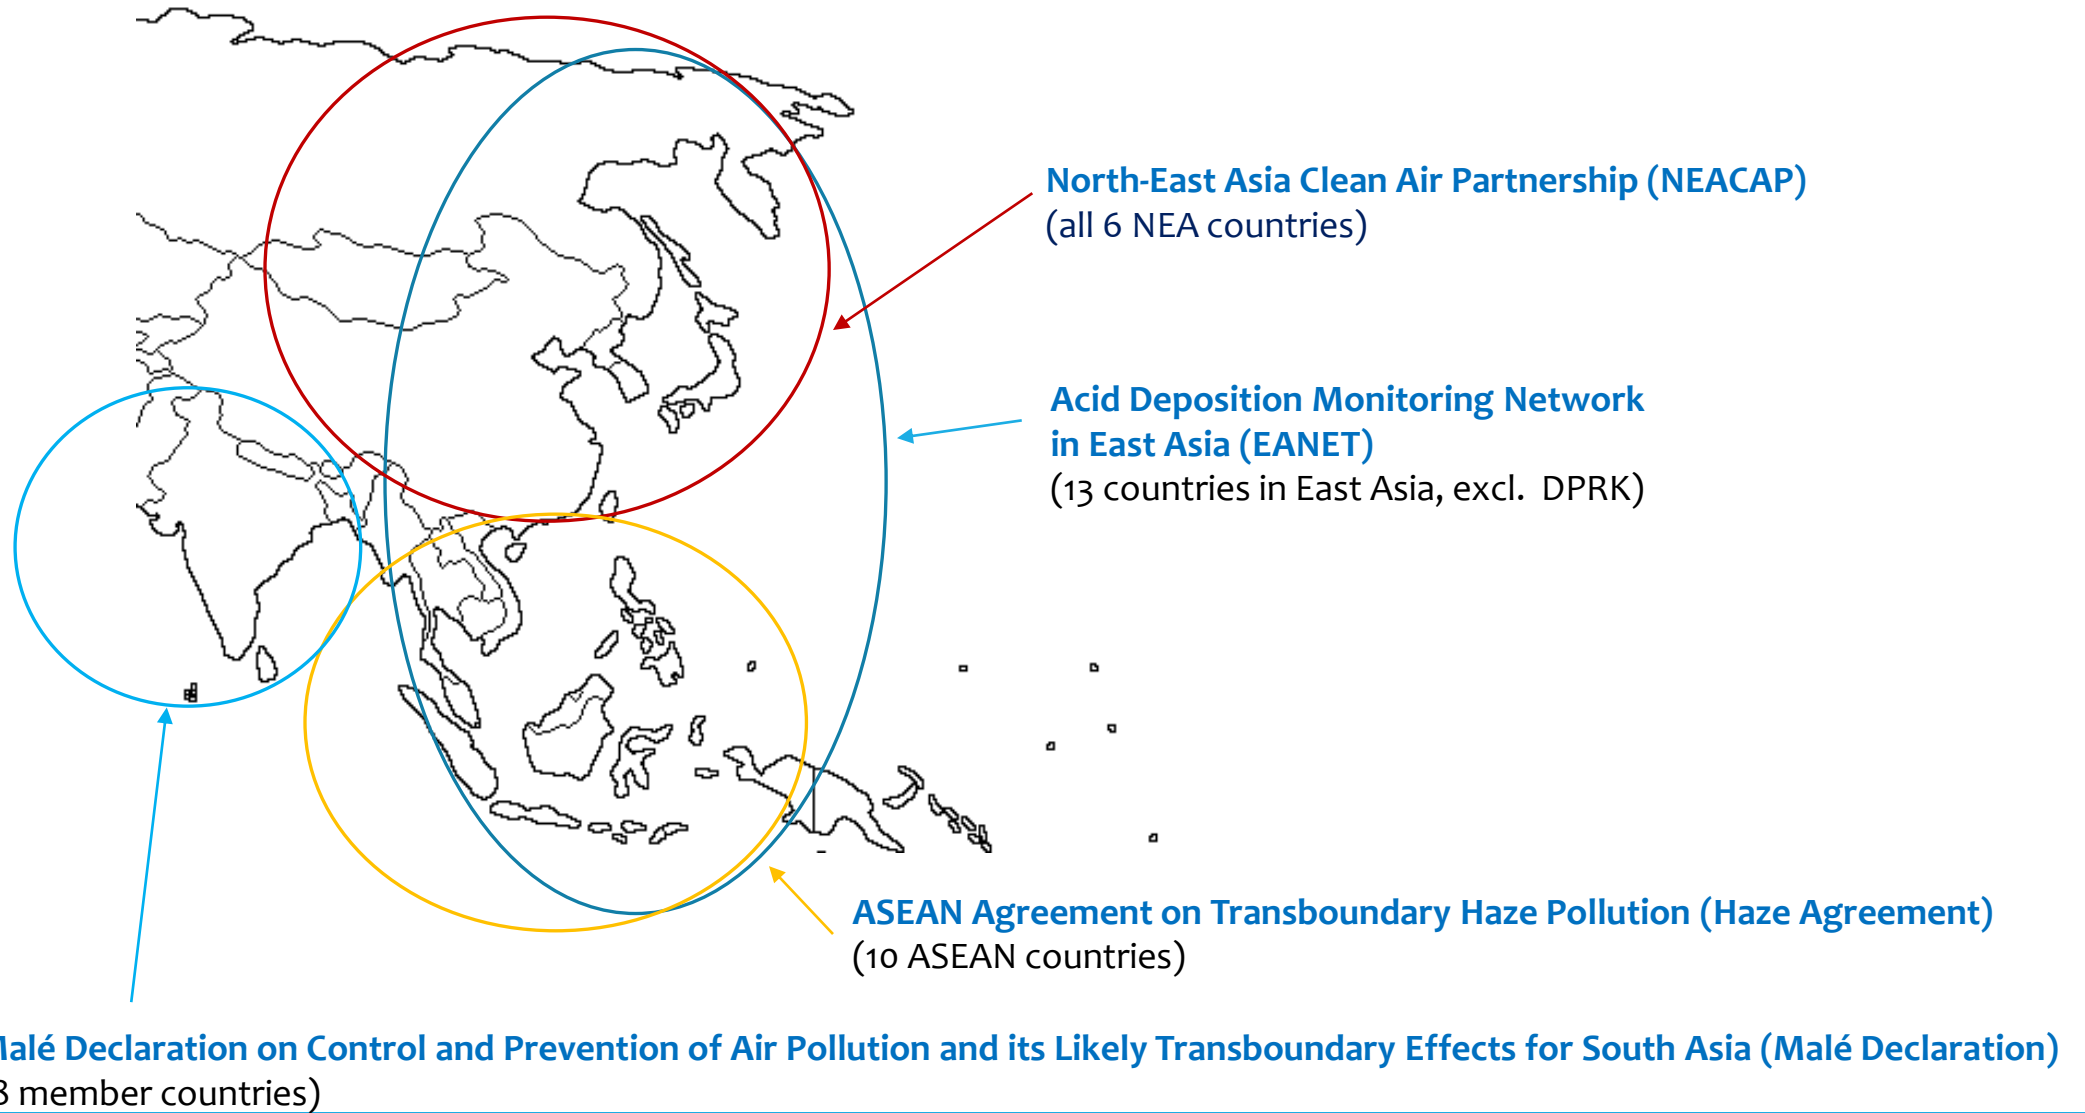 North-East Asia Clean Air Partnership (NEACAP)
(all 6 NEA countries)
Acid Deposition Monitoring Network
in East Asia (EANET)
(13 countries in East Asia, excl. DPRK)
ASEAN Agreement on Transboundary Haze Pollution (Haze Agreement)
(10 ASEAN countries)
Malé Declaration on Control and Prevention of Air Pollution and its Likely Transboundary Effects for South Asia (Malé Declaration)
8 member countries)